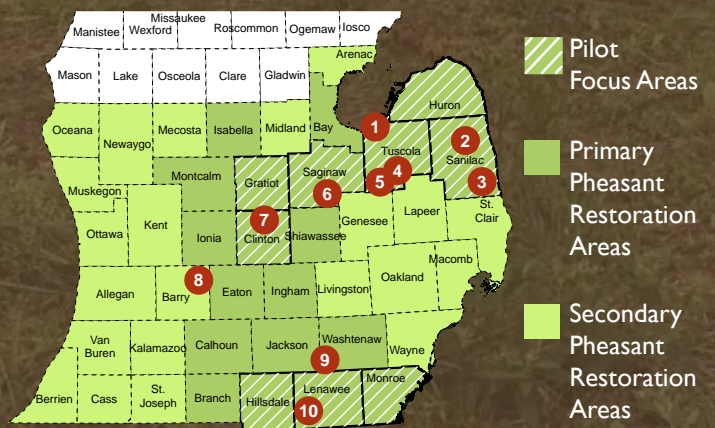 Missaukee
Manistee Wexford Roscommon Ogemaw Iosco
Arenac
Mason Lake Osceola Clare Gladwin
Huron
Oceana Newaygo Mecosta Isabella Midland Bay 1
Tuscola 2
Sanilac
Montcalm Gratiot Saginaw 4
5 3
Muskegon 6
St.
Clair
Ottawa Kent Ionia 7 Clinton Shiawassee Genesee Lapeer
Macomb
8 Oakland
Allegan Barry Eaton Ingham Livingston
Van
Buren Kalamazoo Calhoun Jackson Washtenaw Wayne
9
Berrien Cass St.
Joseph Branch Hillsdale Lenawee Monroe
10
Pilot
Focus Areas
Primary
Pheasant
Restoration
Areas
Secondary
Pheasant
Restoration
Areas